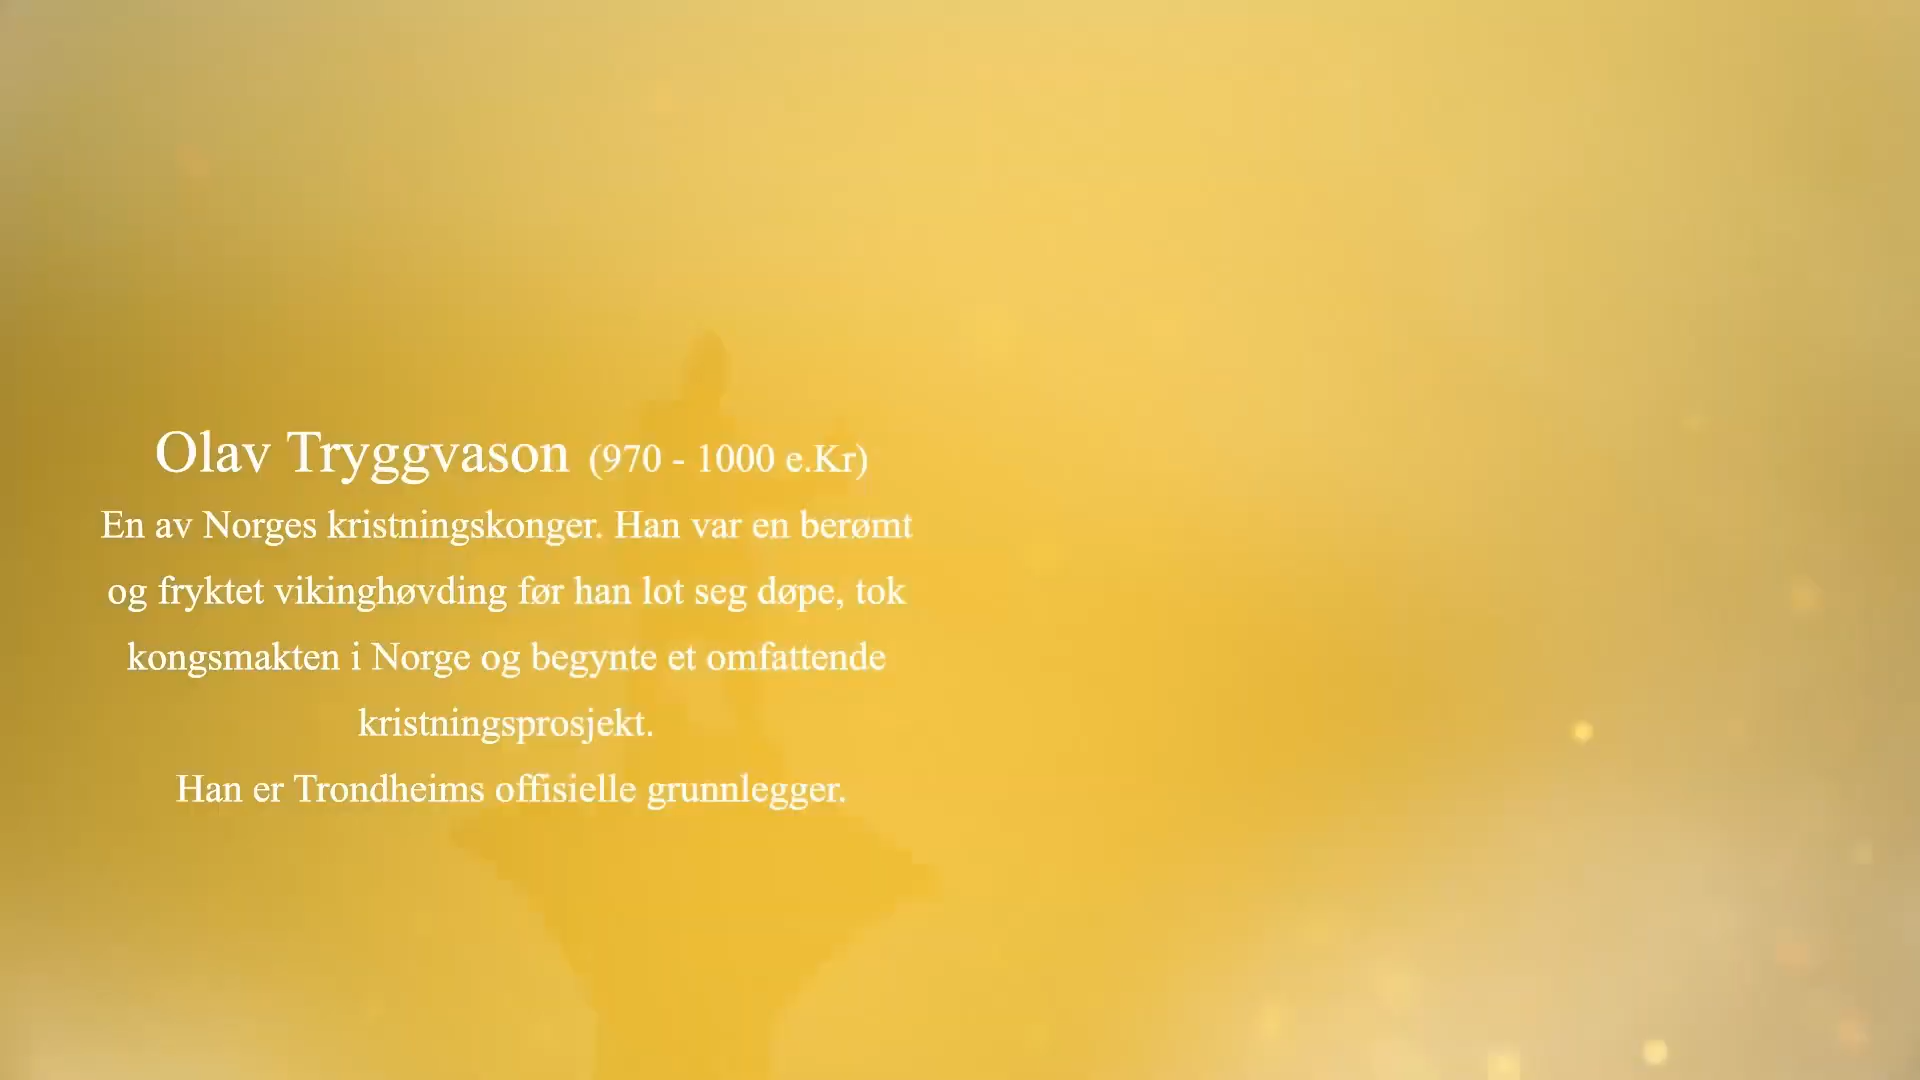 Olav Tryggvason (970 - 1000 e.Kr)
En av Norges kristningskonger. Han var en berømt
og fryktet vikinghøvding før han lot seg døpe, tok
kongsmakten i Norge og begynte et omfattende
kristningsprosjekt.
Han er Trondheims offisielle grunnlegger.